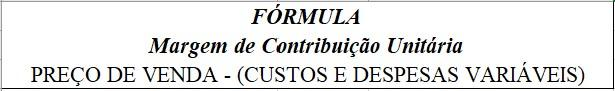 FÓRMULA
Margem de Contribuição Unitária
PREÇO DE VENDA - (CUSTOS E DESPESAS VARIÁVEIS)